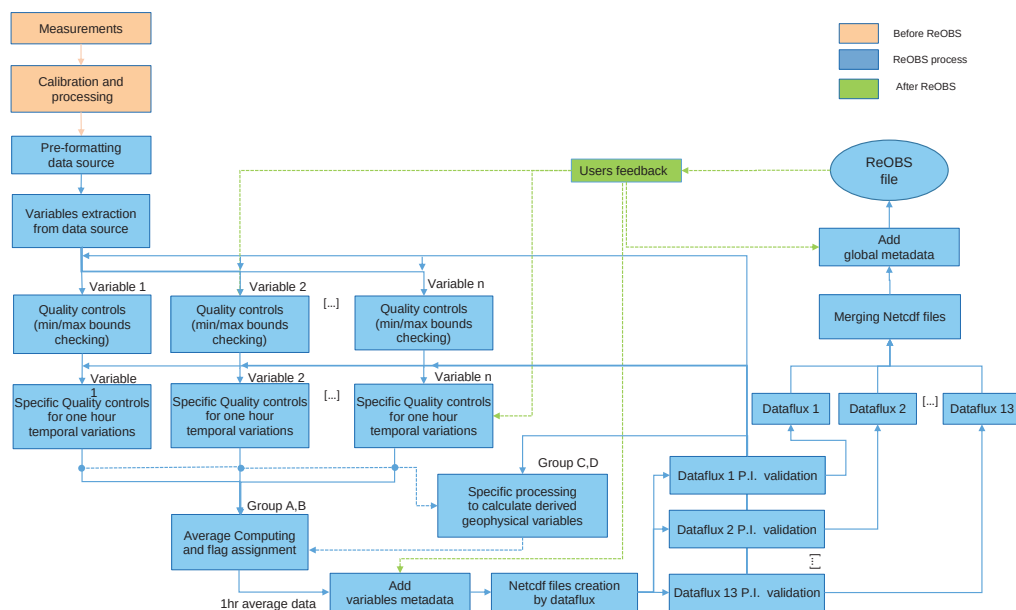 Measurements
Before ReOBS
ReOBS process
After ReOBS
Calibration and
processing
Pre-formatting
data source
Users feedback
ReOBS
file
Variables extraction
from data source
Add
global metadata
Variable 1
Variable 2
Variable n
[...]
Quality controls
(min/max bounds
checking)
Quality controls
(min/max bounds
checking)
Quality controls
(min/max bounds
checking)
Merging Netcdf files
Variable
1
Variable 2
Variable n
[...]
Specific Quality controls
for one hour
temporal variations
Specific Quality controls
for one hour
temporal variations
Specific Quality controls
for one hour
temporal variations
Dataflux 1
Dataflux 2
[...]
Dataflux 13
Group C,D
Dataflux 1 P.I. validation
Specific processing
to calculate derived
geophysical variables
Group A,B
Average Computing
and flag assignment
Dataflux 2 P.I. validation
[...]
Add
variables metadata
Netcdf files creation
by dataflux
Dataflux 13 P.I. validation
1hr average data